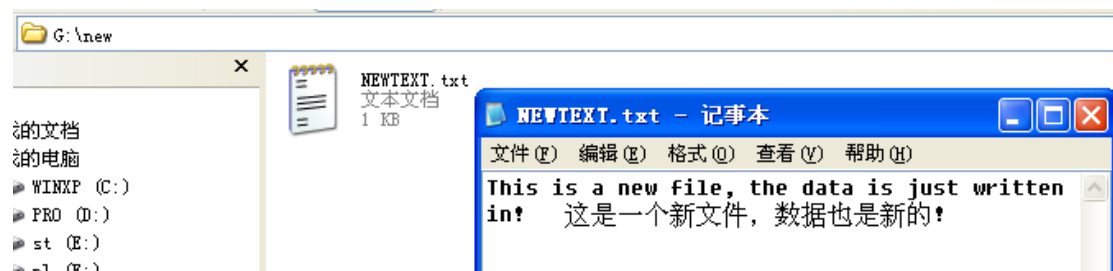 G:\new
NEWTEXT.txt
文本文档
1 KB
的文档
的电脑
WINXP (C:)
PRO (D:)
st (E:)
NEWTEXT.txt - 记事本
文件(F) 编辑(E) 格式(O) 查看(V) 帮助(H)
This is a new file, the data is just written
in! 这是一个新文件，数据也是新的！